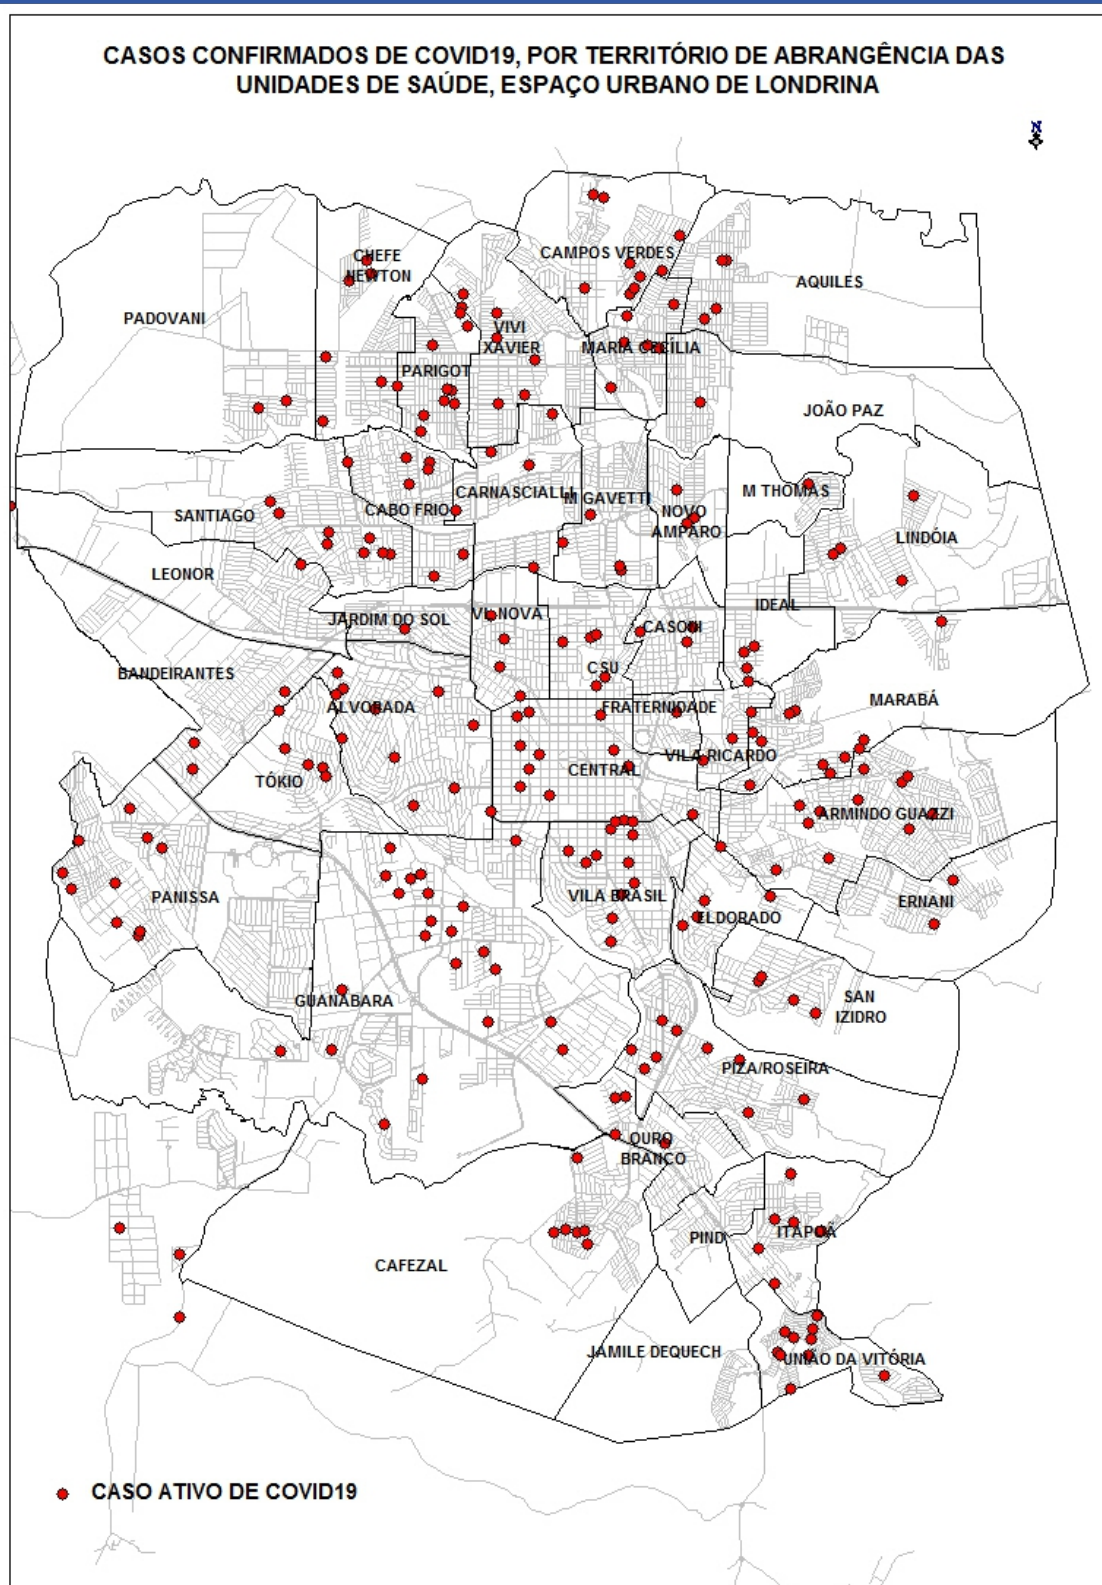 CASOS CONFIRMADOS DE COVID19, POR TERRITÓRIO DE ABRANGÊNCIA DAS
UNIDADES DE SAÚDE, ESPAÇO URBANO DE LONDRINA
N
CAMPOS VERDES
CHEFE
NEWTON
AQUILES
PADOVANI
VIVI
XAVIER
MARIA CECÍLIA
PARIGOT
JOÃO PAZ
M THOMAS
CARNASCIALLI
M GAVETTI
CABO FRIO
SANTIAGO
NOVO
AMPARO
LINDÓIA
LEONOR
IDEAL
JARDIM DO SOL
VL NOVA
CASONI
CSU
BANDEIRANTES
MARABÁ
ALVORADA
FRATERNIDADE
VILA RICARDO
CENTRAL
TÓKIO
ARMINDO GUAZZI
PANISSA
VILA BRASIL
ERNANI
ELDORADO
GUANABARA
SAN
IZIDRO
PIZA/ROSEIRA
OURO
BRANCO
PIND
ITAPOÃ
CAFEZAL
JAMILE DEQUECH
UNIÃO DA VITÓRIA
CASO ATIVO DE COVID19